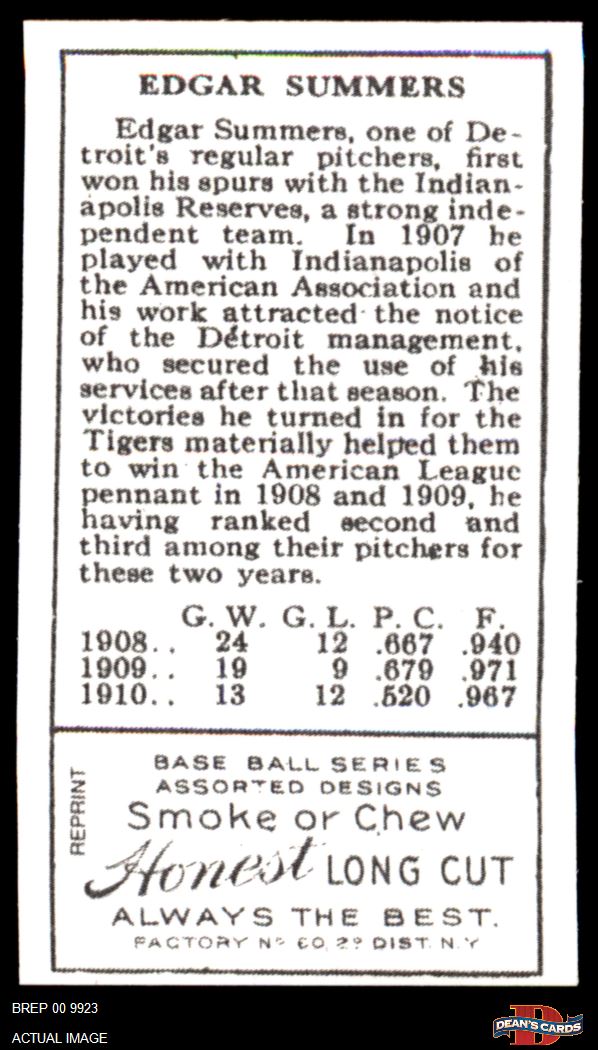 EDGAR SUMMERS
Edgar Summers, one of De-
troit's regular pitchers, first
won his spurs with the Indian-
apolis Reserves, a strong inde-
pendent team. In 1907 he
played with Indianapolis of
the American Association and
his work attracted the notice
of the Detroit management,
who secured the use of his
services after that season. The
victories he turned in for the
Tigers materially helped them
to win the American League
pennant in 1908 and 1909, he
having ranked second and
third among their pitchers for
these two years.
G. W. G. L. P. C. F.
1908.. 24 12 .667 .940
1909.. 19 9 .679 .971
1910.. 13 12 .520 .967
BASE BALL SERIES
ASSORTED DESIGNS
Smoke or Chew
Honest LONG CUT
ALWAYS THE BEST.
FACTORY Nº 60, 2º DIST. N.Y
REPRINT
BREP 00 9923
ACTUAL IMAGE
D
DEAN'S CARDS